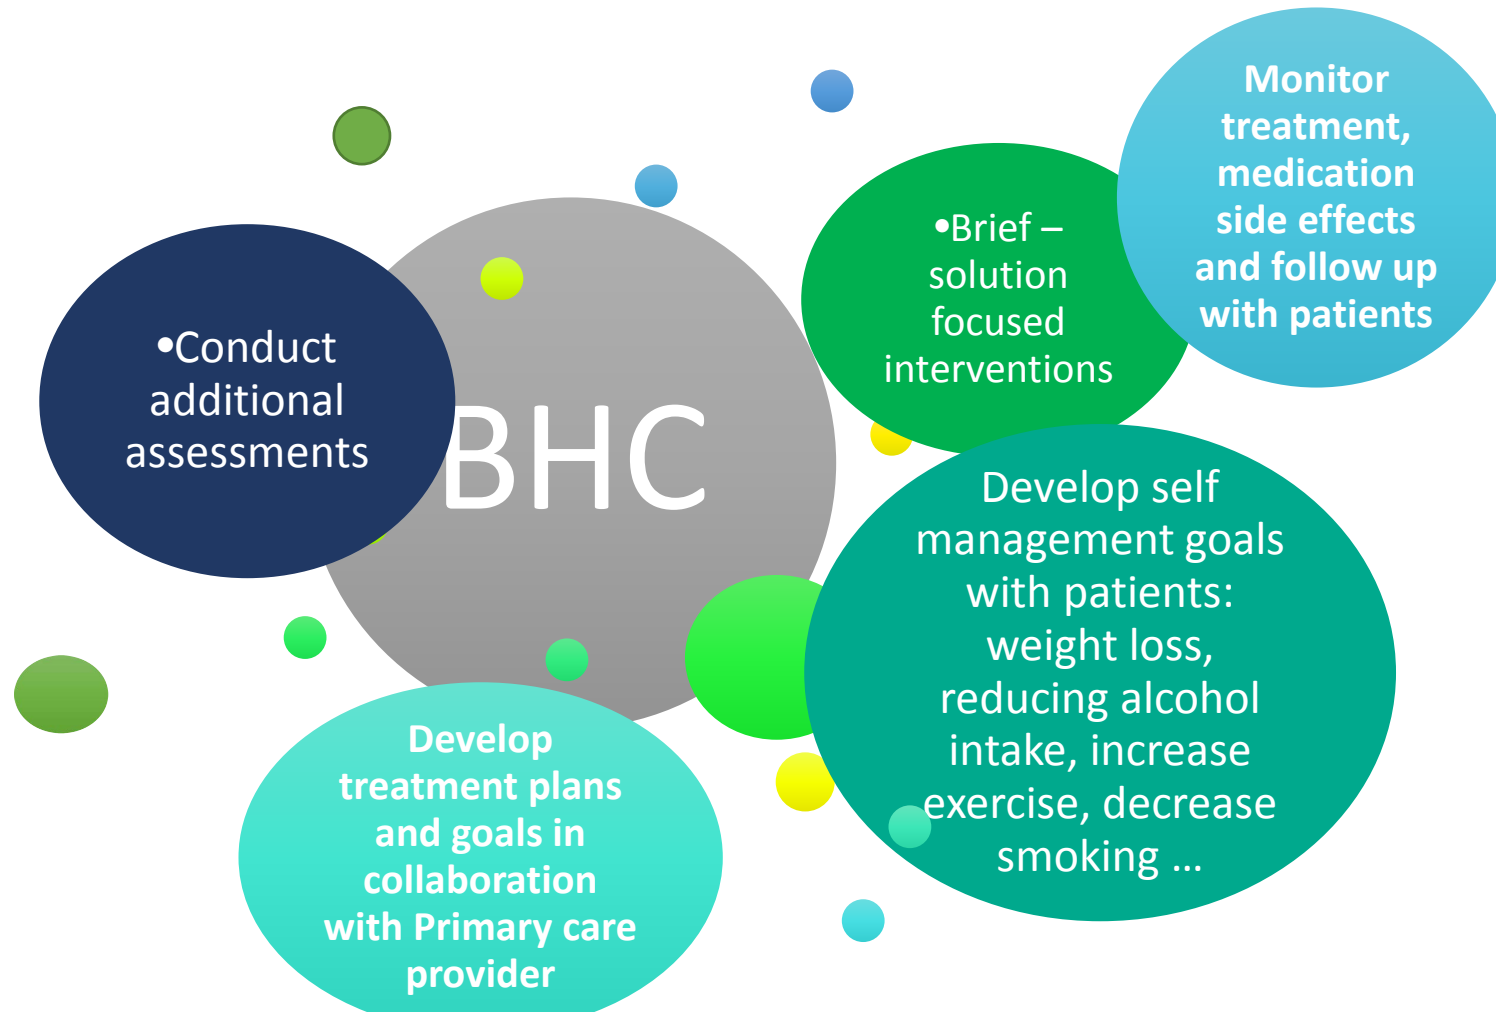 •Conduct
additional
assessments
BHC
•Brief –
solution
focused
interventions
Monitor
treatment,
medication
side effects
and follow up
with patients
Develop self
management goals
with patients:
weight loss,
reducing alcohol
intake, increase
exercise, decrease
smoking ...
Develop
treatment plans
and goals in
collaboration
with Primary care
provider